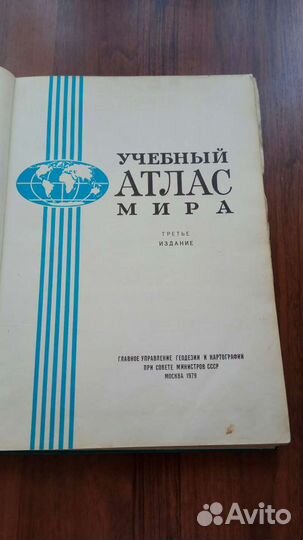 УЧЕБНЫЙ
АТЛАС
МИРА
ТРЕТЬЕ
ИЗДАНИЕ
ГЛАВНОЕ УПРАВЛЕНИЕ ГЕОДЕЗИИ И КАРТОГРАФИИ
ПРИ СОВЕТЕ МИНИСТРОВ СССР
МОСКВА 1979
Avito